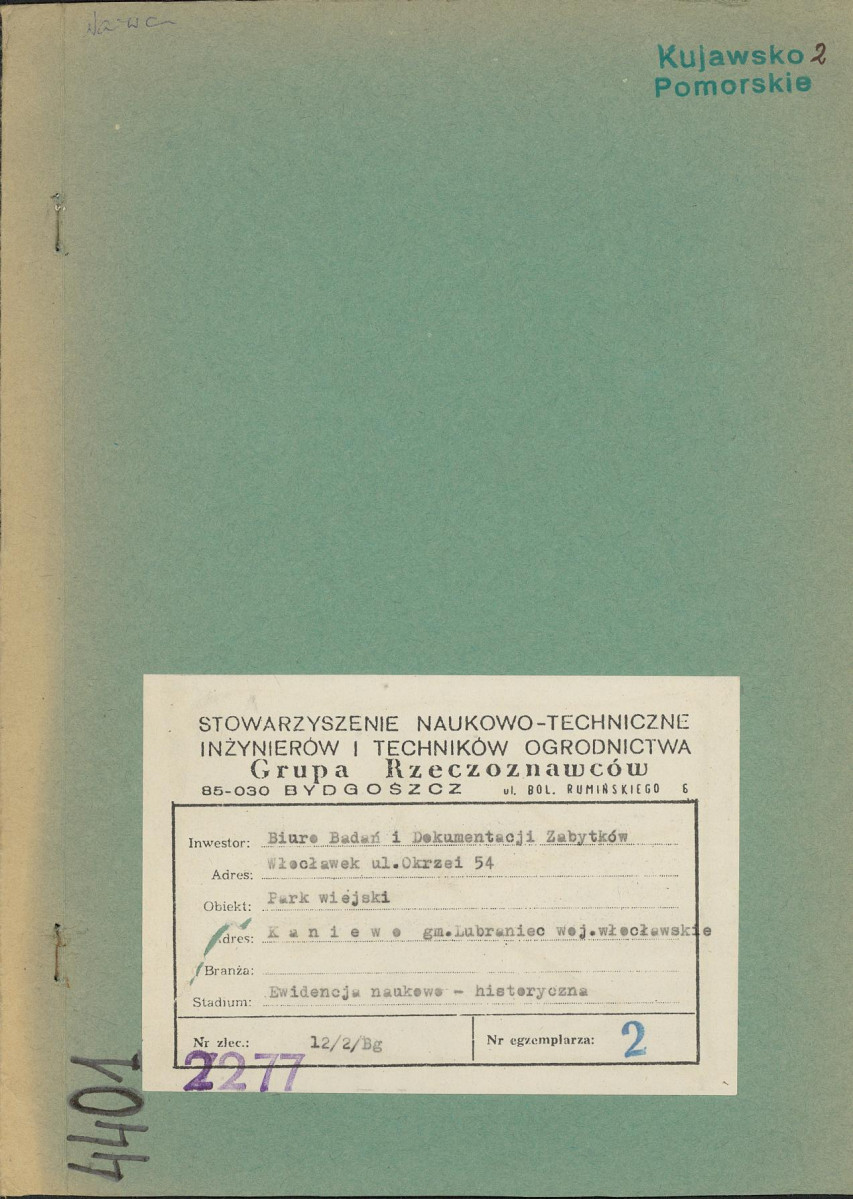 Kujawsko 2
Pomorskie
STOWARZYSZENIE NAUKOWO-TECHNICZNE
INŻYNIERÓW I TECHNIKÓW OGRODNICTWA
Grupa Rzeczoznawców
85-030 BYDGOSZCZ ul. BOL. RUMIŃSKIEGO 6
Inwestor: Biuro Badań i Dokumentacji Zabytków
Adres: Włocławek ul.Okrzei 54
Obiekt: Park wiejski
Adres: K a n i e w o gm.Lubraniec woj.włocławskie
Branża:
Stadium: Ewidencja naukowo - historyczna
Nr zlec.: 12/2/Bg Nr egzemplarza: 2
2277
4401